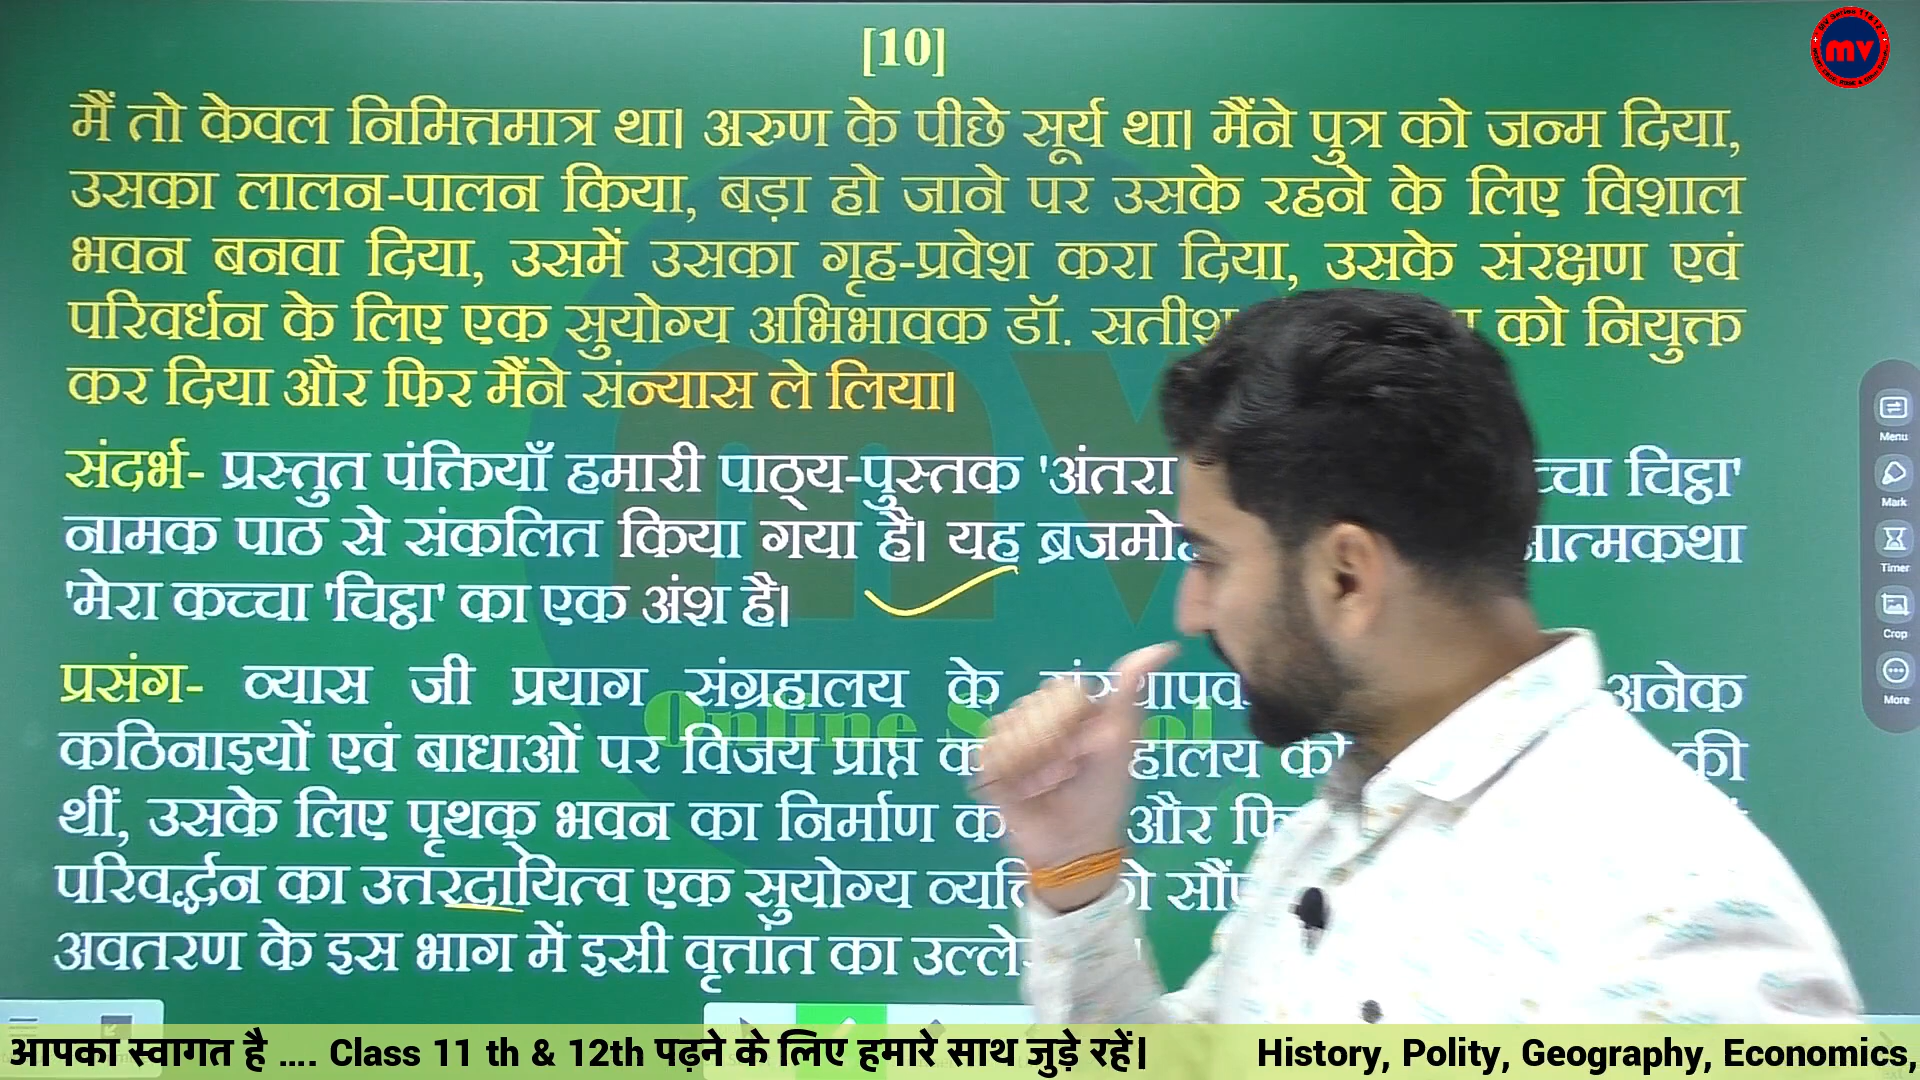 [10]
mv
मैं तो केवल निमित्तमात्र था। अरुण के पीछे सूर्य था। मैंने पुत्र को जन्म दिया,
उसका लालन-पालन किया, बड़ा हो जाने पर उसके रहने के लिए विशाल
भवन बनवा दिया, उसमें उसका गृह-प्रवेश करा दिया, उसके संरक्षण एवं
परिवर्धन के लिए एक सुयोग्य अभिभावक डॉ. सतीश को नियुक्त
कर दिया और फिर मैंने संन्यास ले लिया।
संदर्भ- प्रस्तुत पंक्तियाँ हमारी पाठ्य-पुस्तक 'अंतरा चिट्ठा'
नामक पाठ से संकलित किया गया है। यह आत्मकथा
'मेरा कच्चा 'चिट्ठा' का एक अंश है।
प्रसंग- व्यास जी प्रयाग संग्रहालय के अनेक
कठिनाइयों एवं बाधाओं पर विजय प्राप्त की
थीं, उसके लिए पृथक् भवन का निर्माण और
परिवर्द्धन का उत्तरदायित्व एक सुयोग्य
अवतरण के इस भाग में इसी वृत्तांत का
Online
Menu
Mark
Timer
Crop
More
आपका स्वागत है .... Class 11 th & 12th पढ़ने के लिए हमारे साथ जुड़े रहें। History, Polity, Geography, Economics,